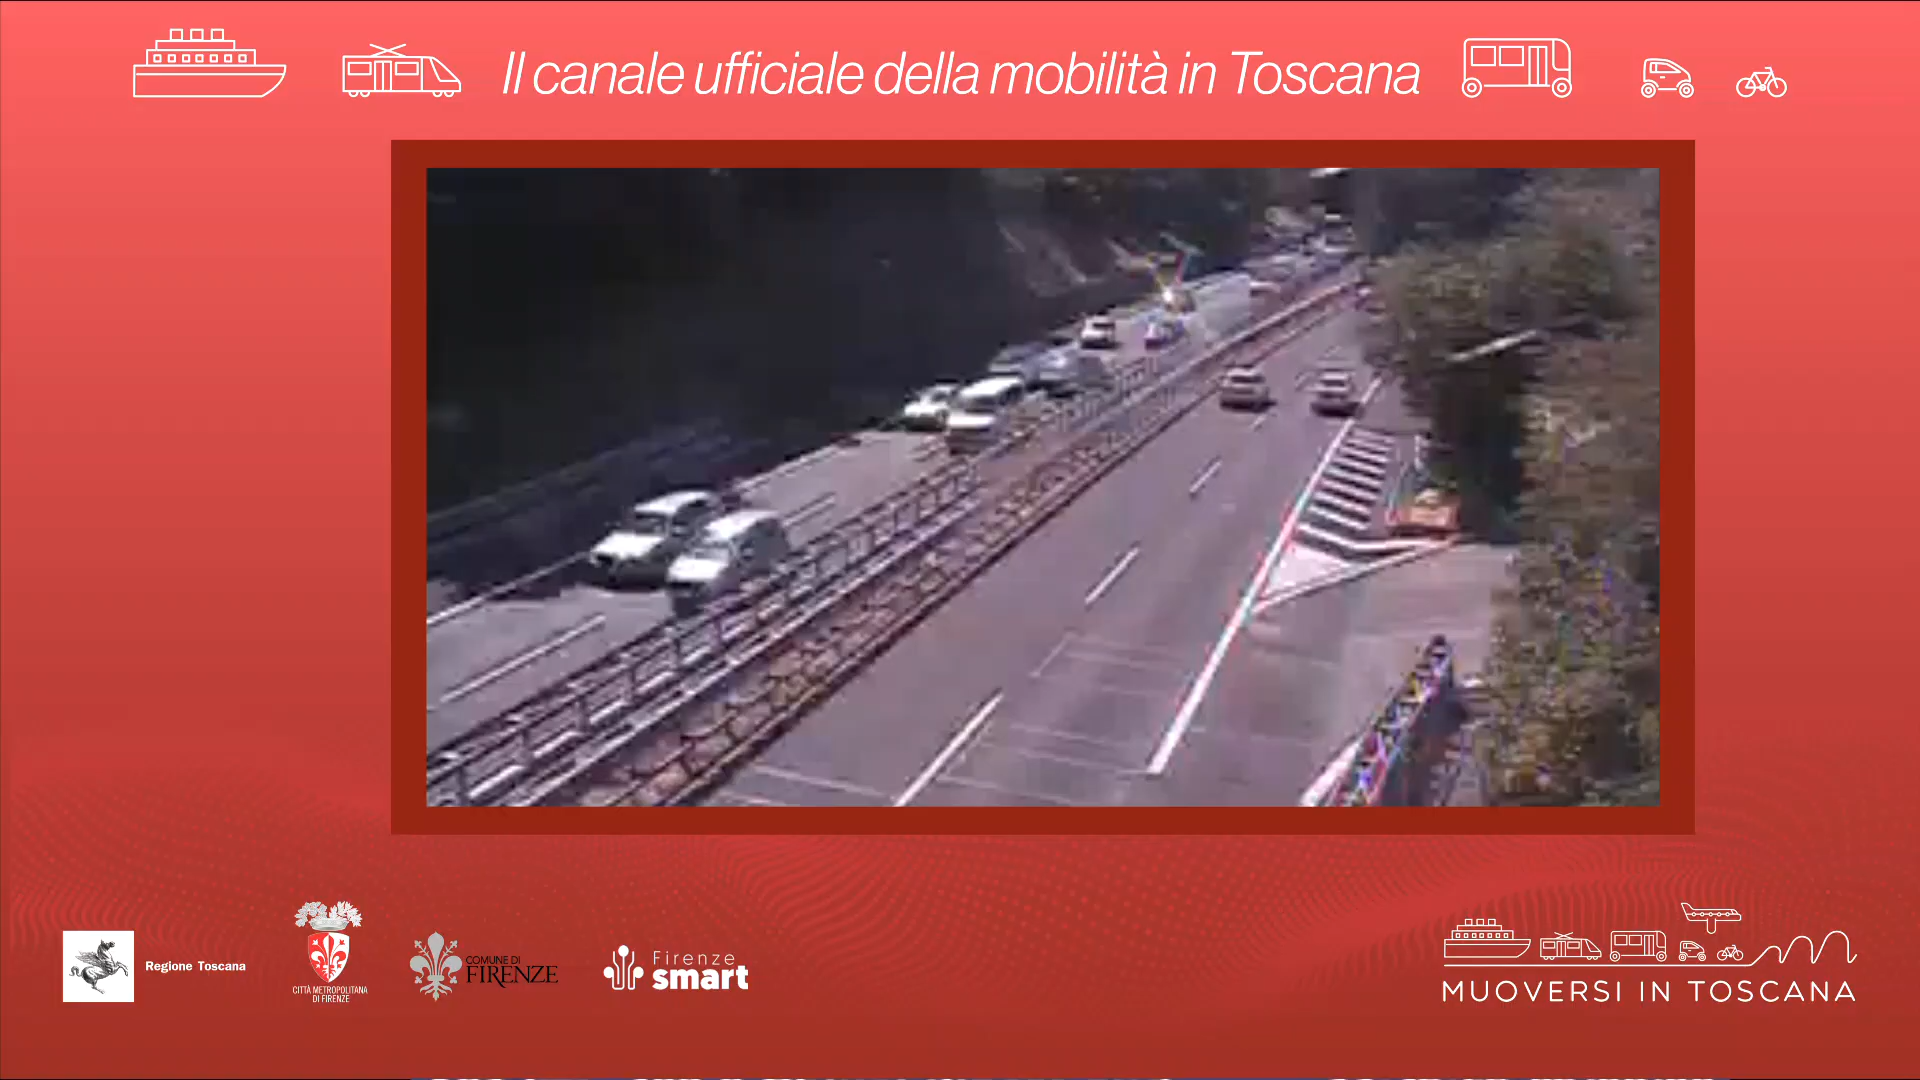 Il canale ufficiale della mobilità in Toscana
Regione Toscana
CITTÀ METROPOLITANA
DI FIRENZE
COMUNE DI
FIRENZE
Firenze
smart
MUOVERSI IN TOSCANA